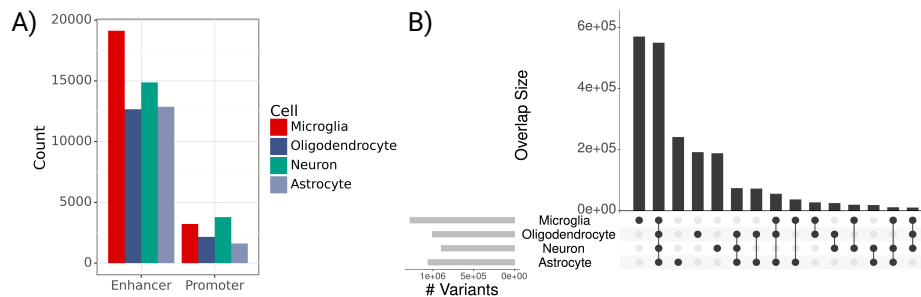 A)
20000
15000
10000
5000
0
Count
Enhancer
Promoter
Cell
Microglia
Oligodendrocyte
Neuron
Astrocyte
B)
6e+05
4e+05
2e+05
0e+00
Overlap Size
Microglia
Oligodendrocyte
Neuron
Astrocyte
1e+06 5e+05 0e+00
# Variants